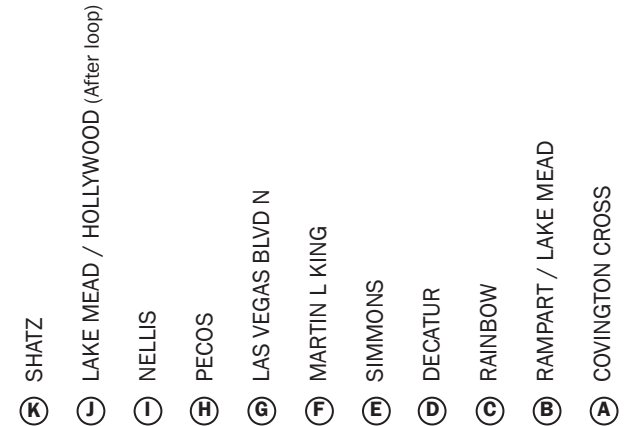 SHATZ
LAKE MEAD / HOLLYWOOD (After loop)
NELLIS
PECOS
LAS VEGAS BLVD N
MARTIN L KING
SIMMONS
DECATUR
RAINBOW
RAMPART / LAKE MEAD
COVINGTON CROSS
K J I H G F E D C B A